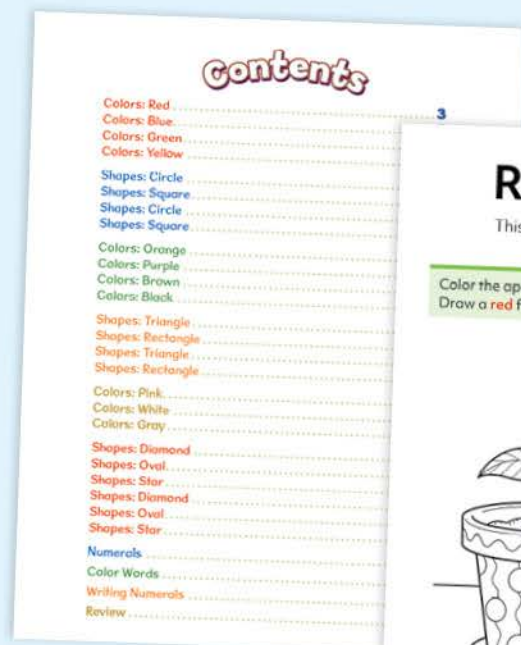 Contents
Colors: Red 3
Colors: Blue
Colors: Green
Colors: Yellow
Shapes: Circle
Shapes: Square
Shapes: Circle
Shapes: Square
Colors: Orange
Colors: Purple
Colors: Brown
Colors: Black
Shapes: Triangle
Shapes: Rectangle
Shapes: Triangle
Shapes: Rectangle
Colors: Pink
Colors: White
Colors: Gray
Shapes: Diamond
Shapes: Oval
Shapes: Star
Shapes: Diamond
Shapes: Oval
Shapes: Star
Numerals
Color Words
Writing Numerals
Review
R
This
Color the ap
Draw a red f